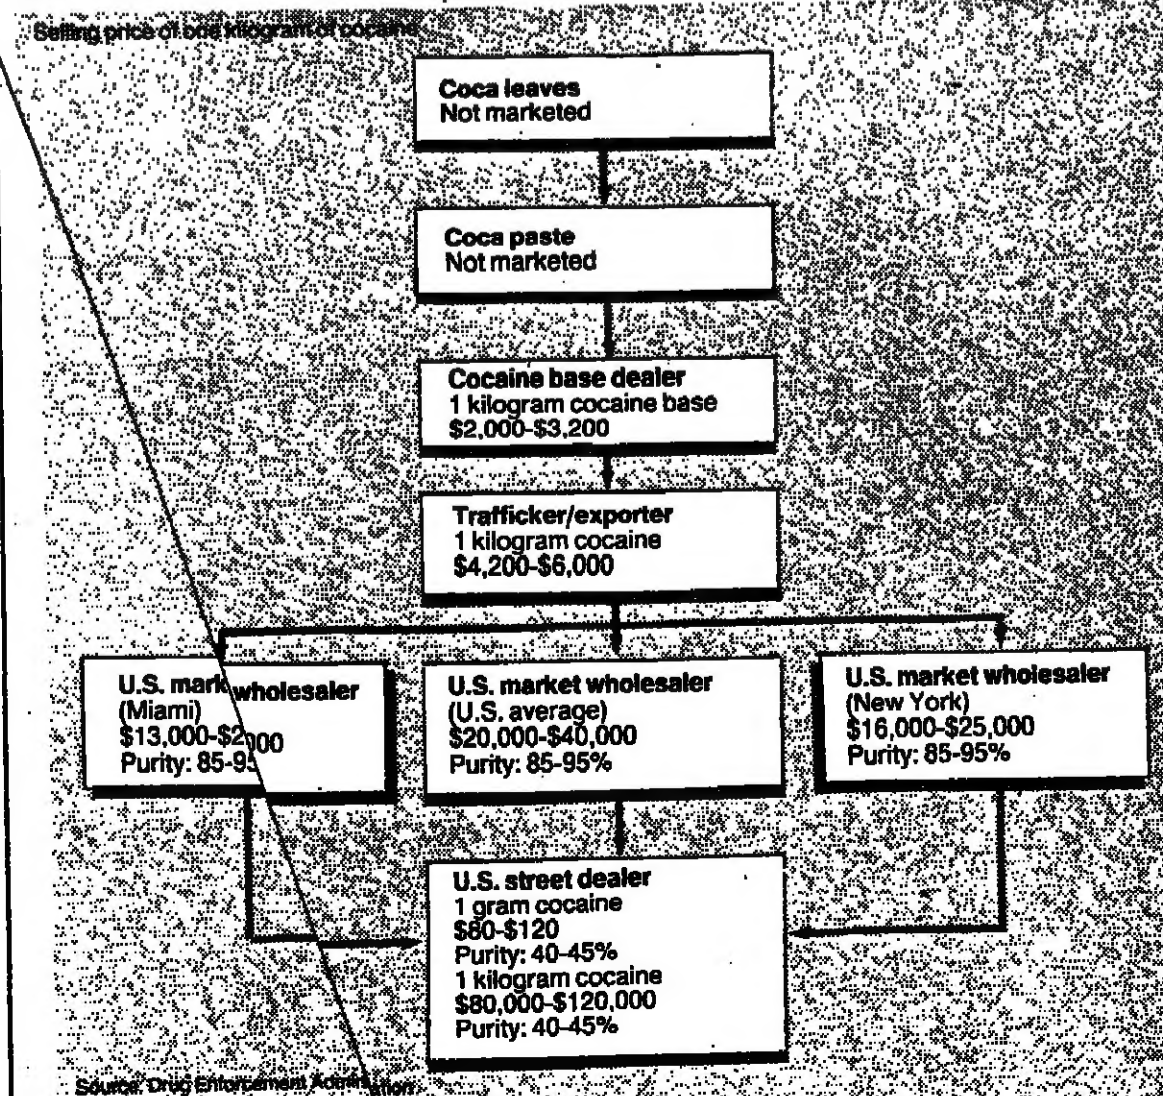 Selling price of one kilogram of cocaine
Coca leaves
Not marketed
Coca paste
Not marketed
Cocaine base dealer
1 kilogram cocaine base
$2,000-$3,200
Trafficker/exporter
1 kilogram cocaine
$4,200-$6,000
U.S. mark wholesaler
(Miami)
$13,000-$2 000
Purity: 85-95
U.S. market wholesaler
(U.S. average)
$20,000-$40,000
Purity: 85-95%
U.S. market wholesaler
(New York)
$16,000-$25,000
Purity: 85-95%
U.S. street dealer
1 gram cocaine
$80-$120
Purity: 40-45%
1 kilogram cocaine
$80,000-$120,000
Purity: 40-45%
Source: Drug Enforcement